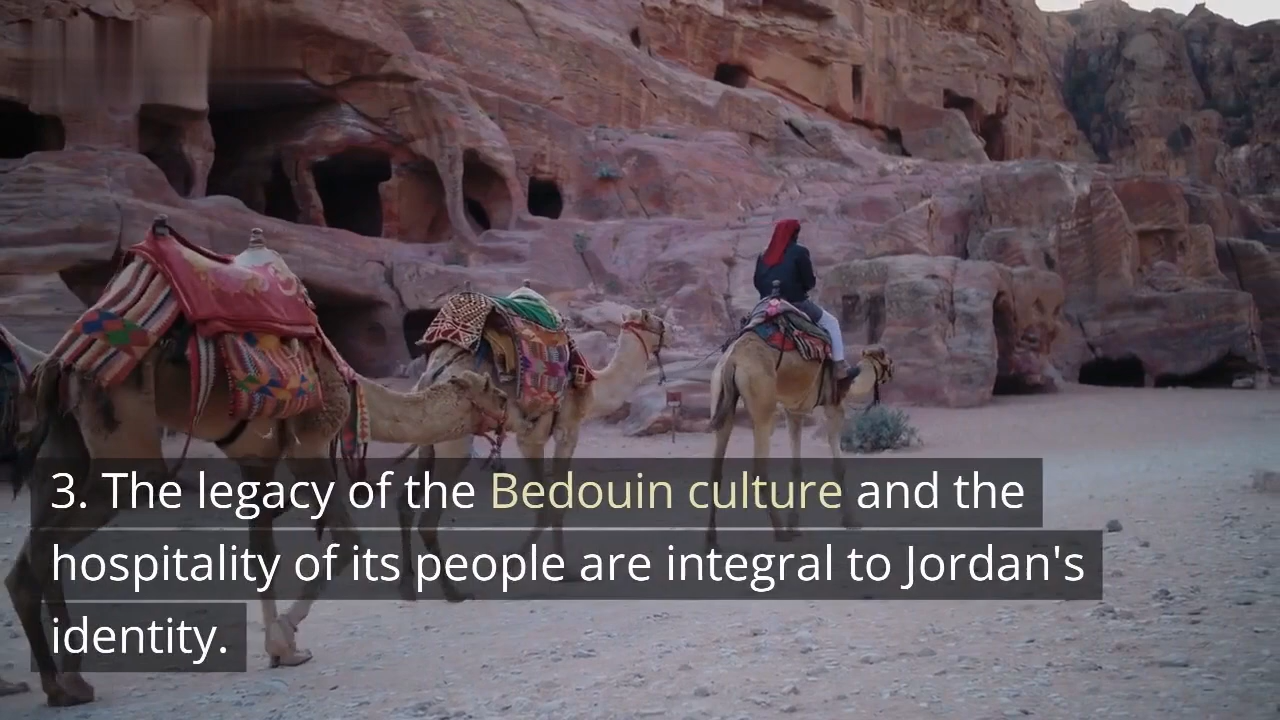 3. The legacy of the Bedouin culture and the
hospitality of its people are integral to Jordan's
identity.